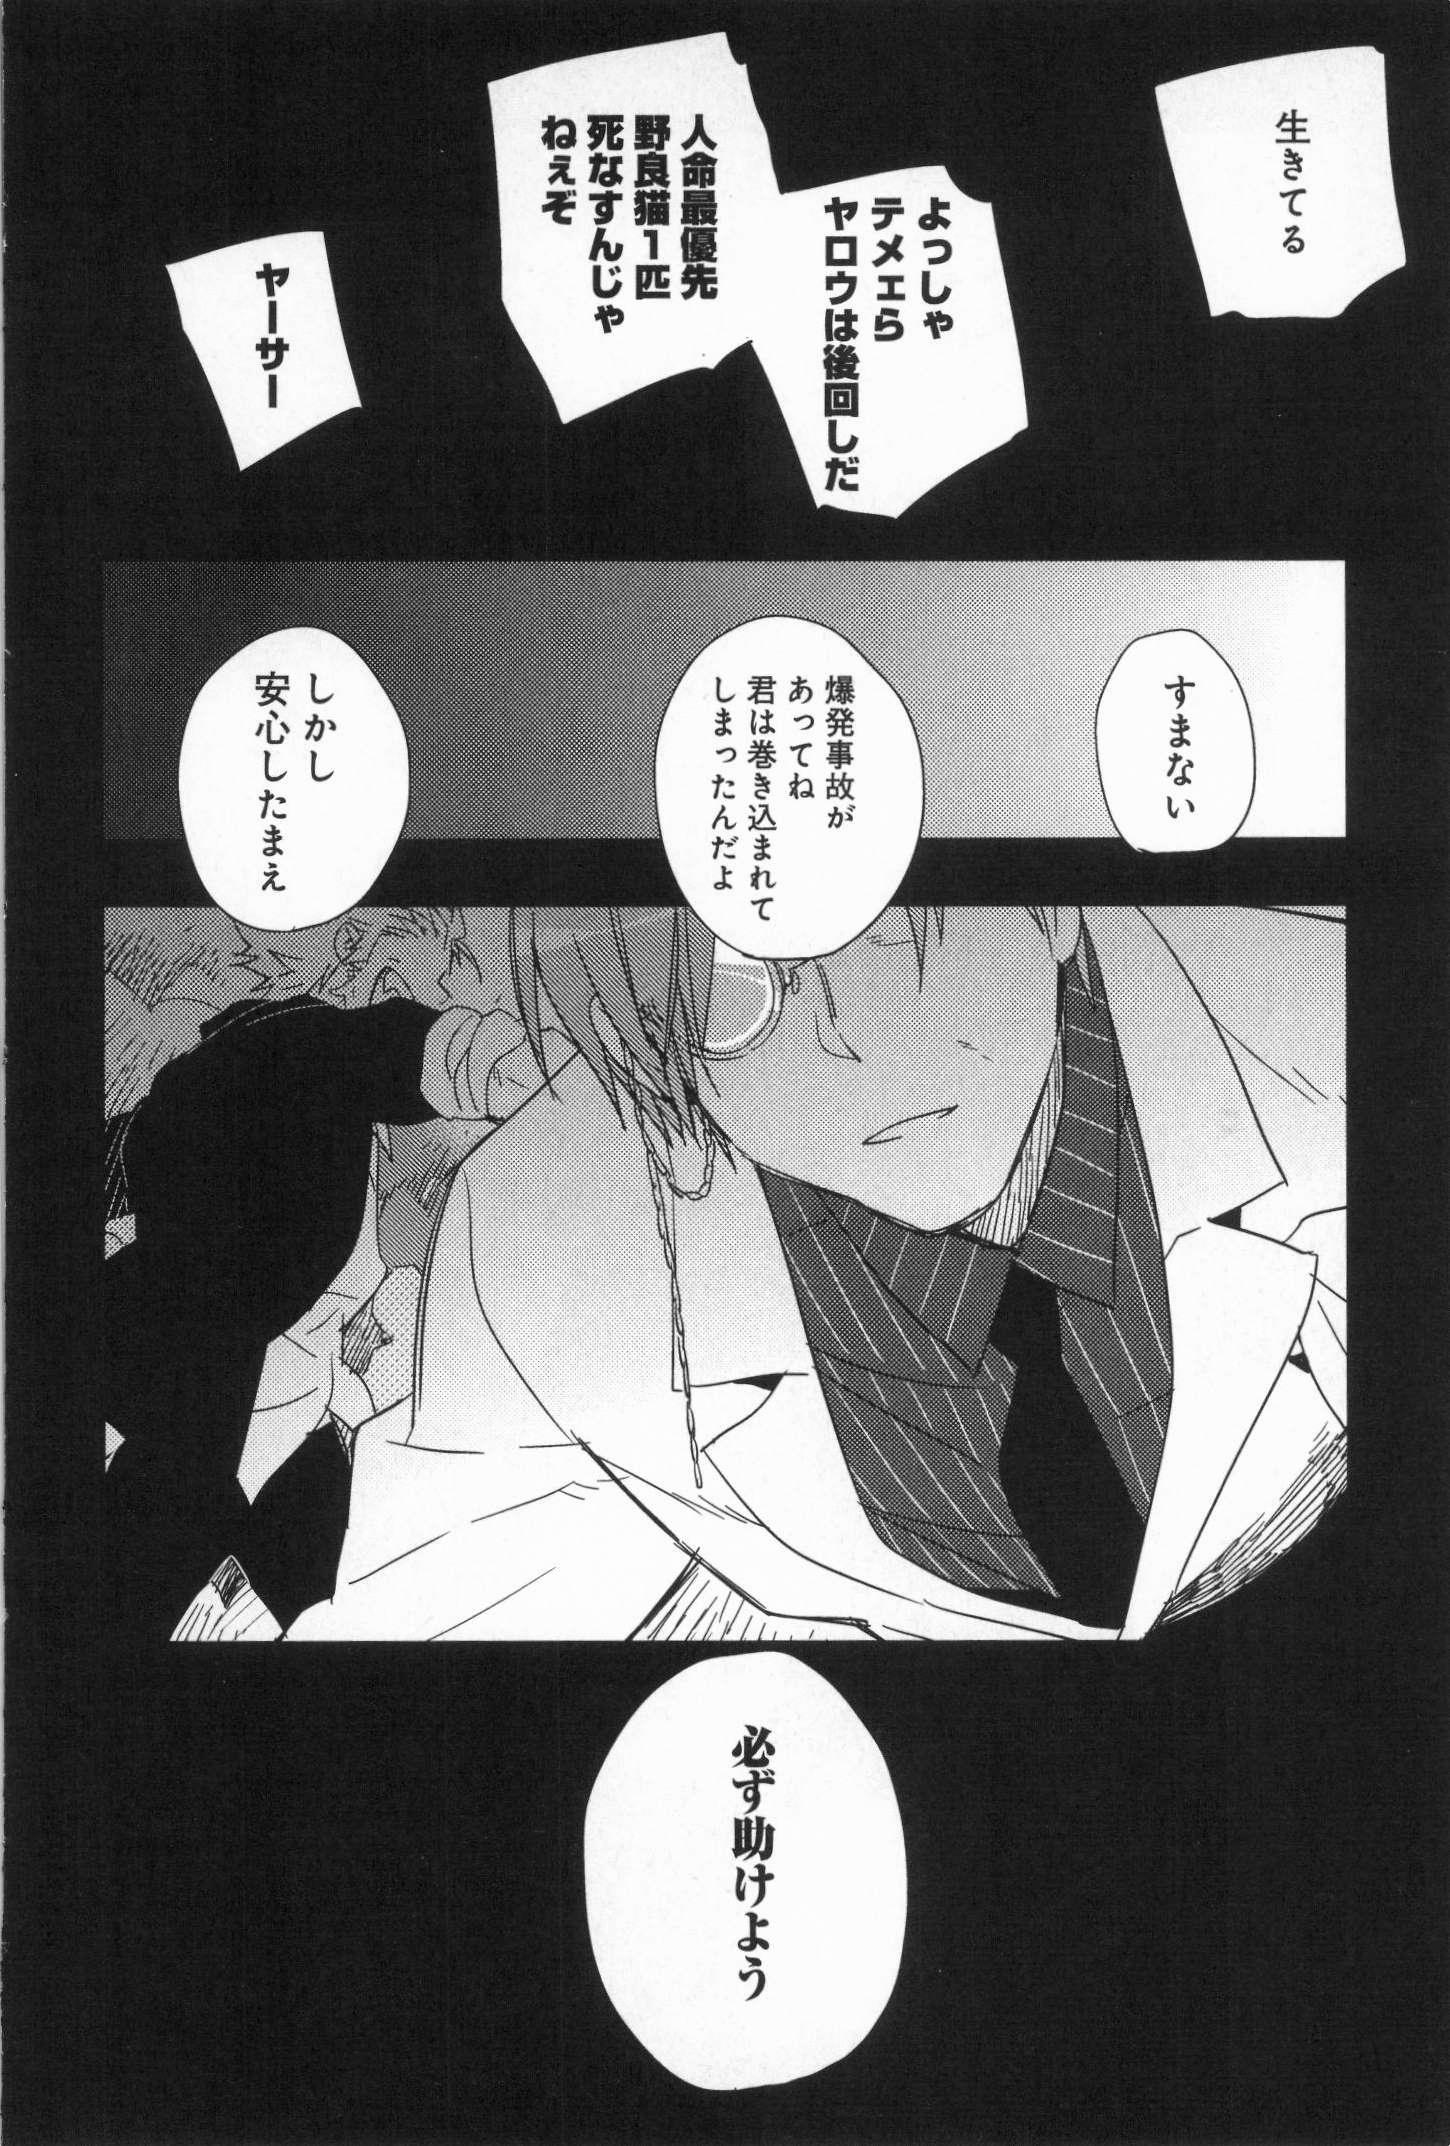 生きてる
よっしゃ
テメェら
ヤロウは後回しだ
人命最優先
野良猫1匹
死なすんじゃ
ねぇぞ
ヤーサー
すまない
爆発事故が
あってね
君は巻き込まれて
しまったんだよ
しかし
安心したまえ
必ず助けよう